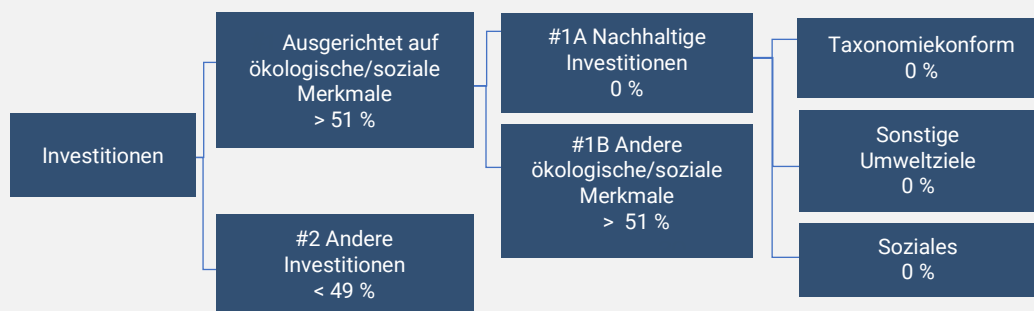 Investitionen
Ausgerichtet auf
ökologische/soziale
Merkmale
> 51 %
#2 Andere
Investitionen
< 49 %
#1A Nachhaltige
Investitionen
0 %
#1B Andere
ökologische/soziale
Merkmale
> 51 %
Taxonomiekonform
0 %
Sonstige
Umweltziele
0 %
Soziales
0 %